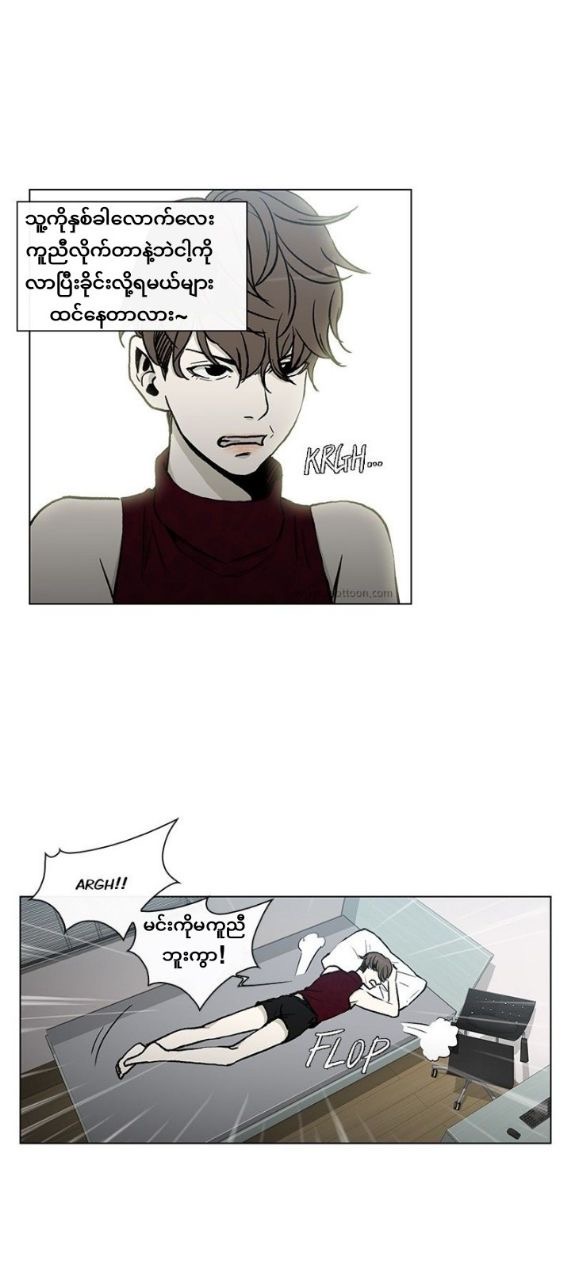 သူ့ကိုနှစ်ခါလောက်လေး
ကူညီလိုက်တာနဲ့ဘဲငါ့ကို
လာပြီးခိုင်းလို့ရမယ်များ
ထင်နေတာလား~
KRGH...
ARGH!!
မင်းကိုမကူညီ
ဘူးကွာ!
FLOP